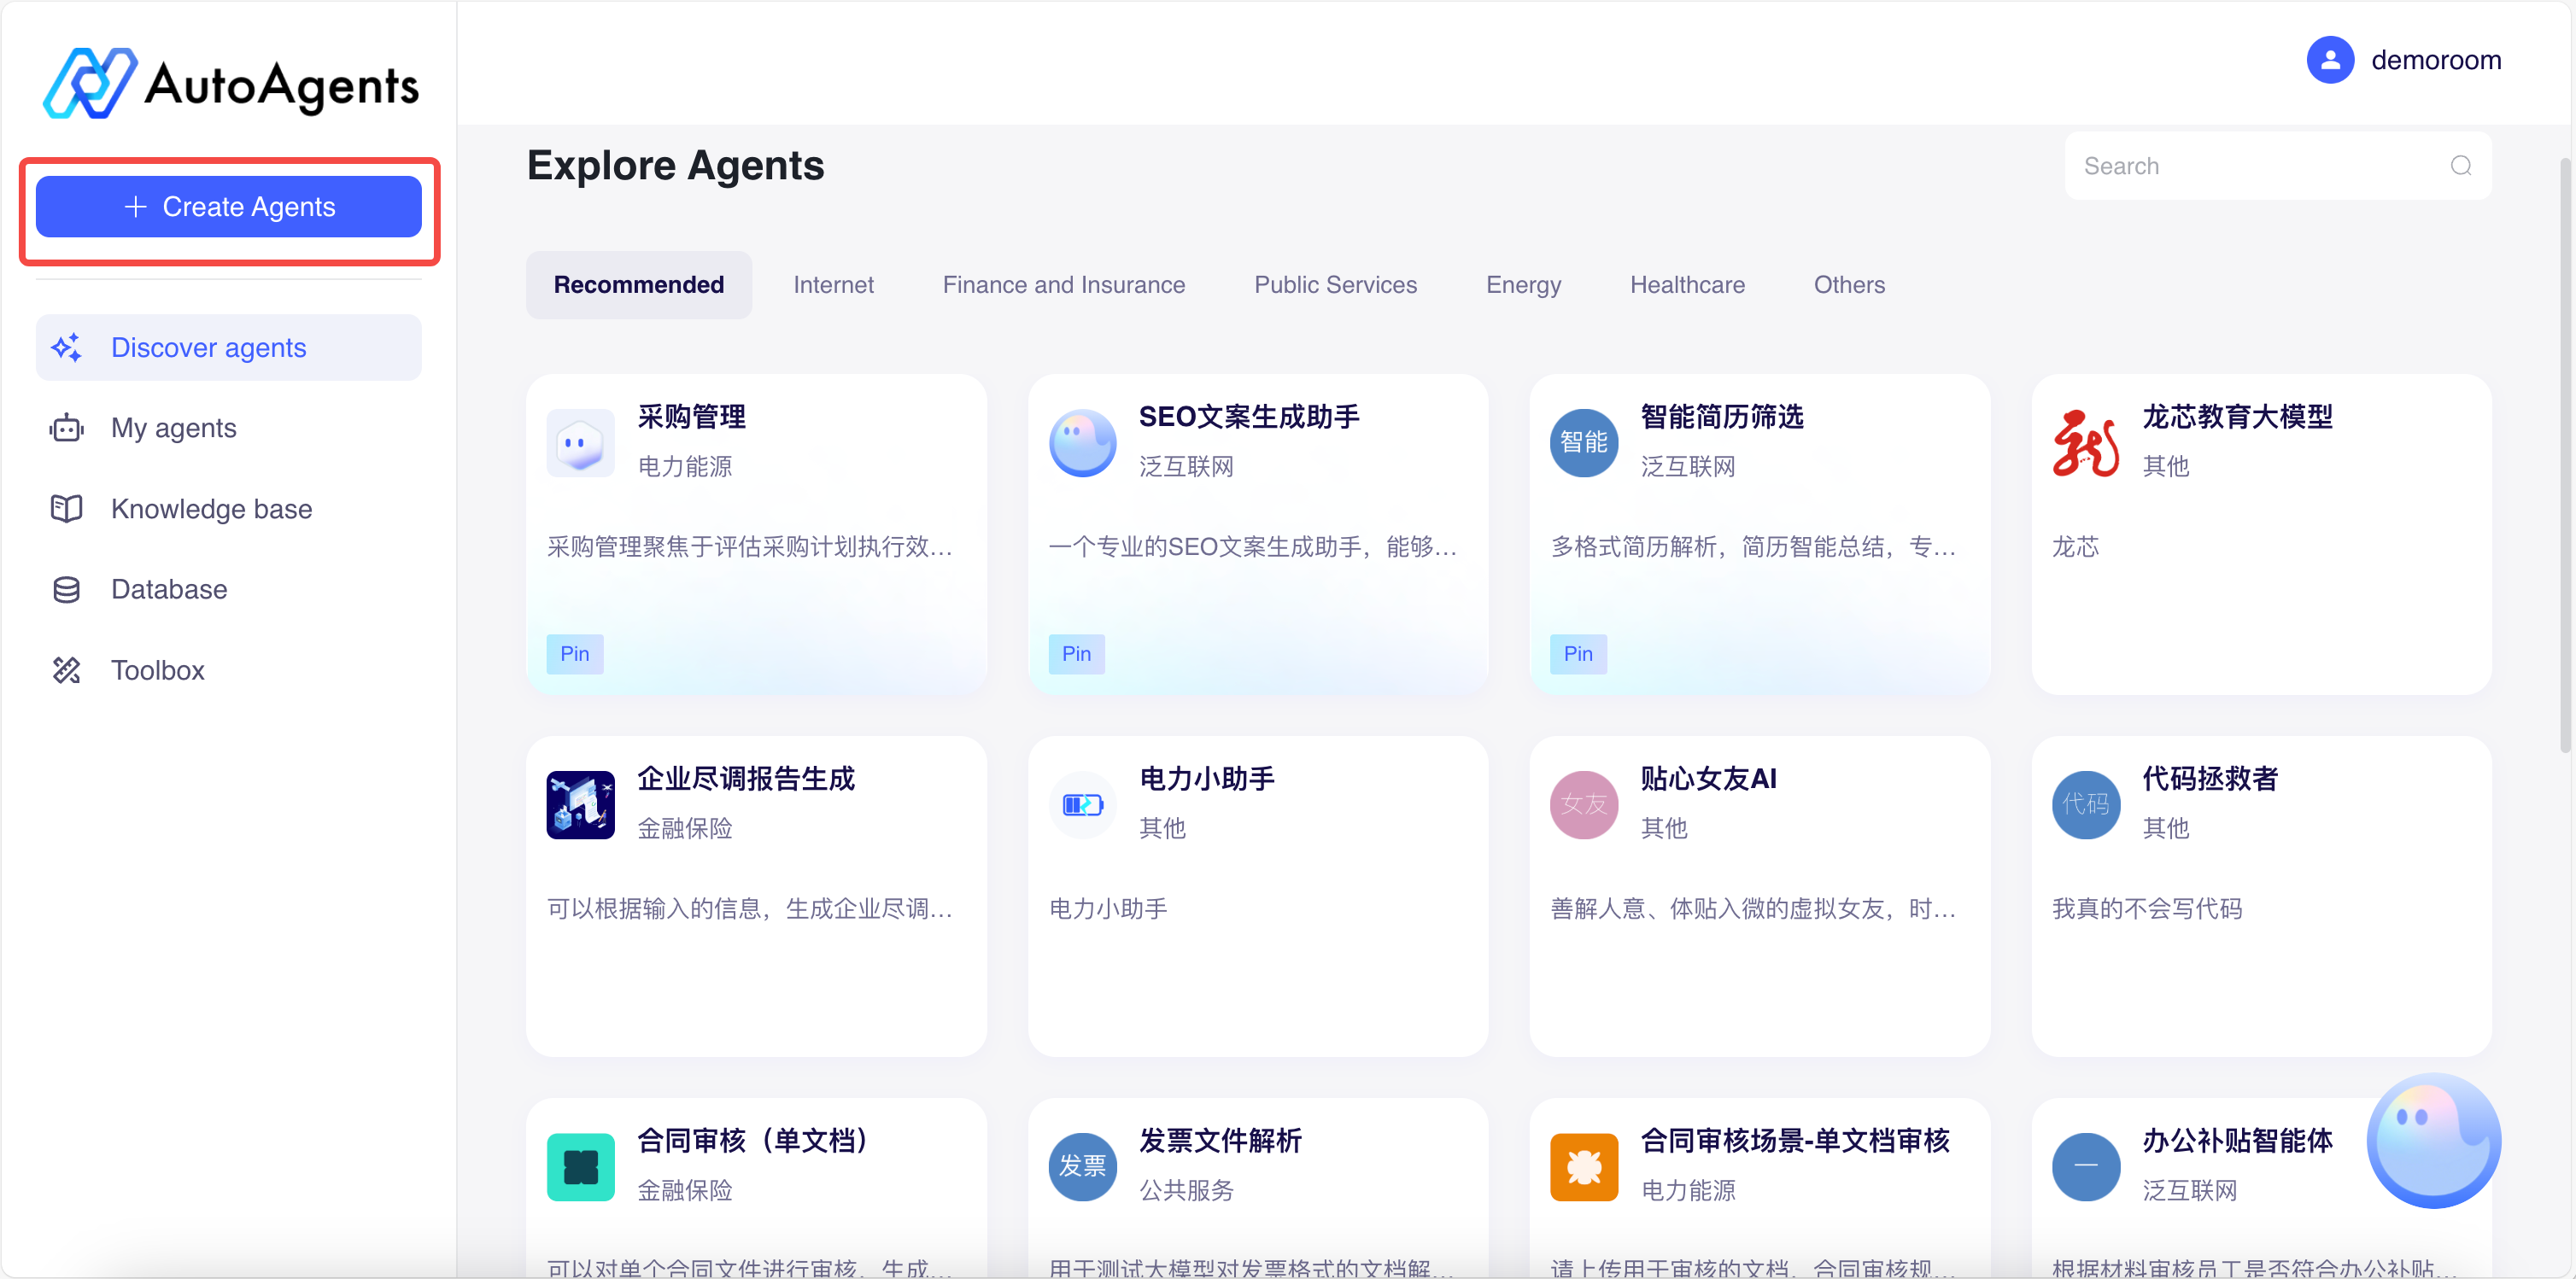 AutoAgents
demoroom
Create Agents
Discover agents
My agents
Knowledge base
Database
Toolbox
Explore Agents
Search
Recommended
Internet
Finance and Insurance
Public Services
Energy
Healthcare
Others
采购管理
电力能源
采购管理聚焦于评估采购计划执行效...
Pin
SEO文案生成助手
泛互联网
一个专业的SEO文案生成助手，能够...
Pin
智能
智能简历筛选
泛互联网
多格式简历解析，简历智能总结，专...
Pin
龙芯教育大模型
其他
龙芯
企业尽调报告生成
金融保险
可以根据输入的信息，生成企业尽调...
电力小助手
其他
电力小助手
女友
贴心女友AI
其他
善解人意、体贴入微的虚拟女友，时...
代码
代码拯救者
其他
我真的不会写代码
合同审核（单文档）
金融保险
可以对单个合同文件进行审核，生成...
发票
发票文件解析
公共服务
用于测试大模型对发票格式的文档解...
合同审核场景-单文档审核
电力能源
请上传用于审核的文档，合同审核规...
一
办公补贴智能体
泛互联网
根据材料审核员工是否符合办公补贴...